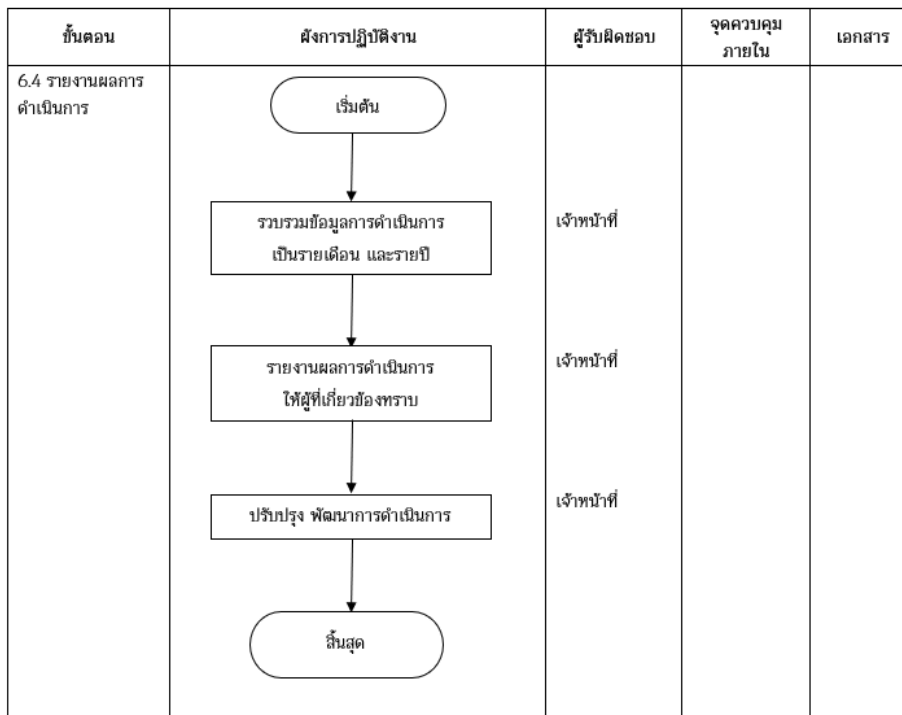 ขั้นตอน
ผังการปฏิบัติงาน
ผู้รับผิดชอบ
จุดควบคุม
ภายใน
เอกสาร
6.4 รายงานผลการ
ดำเนินการ
เริ่มต้น
รวบรวมข้อมูลการดำเนินการ
เป็นรายเดือน และรายปี
เจ้าหน้าที่
รายงานผลการดำเนินการ
ให้ผู้ที่เกี่ยวข้องทราบ
เจ้าหน้าที่
ปรับปรุง พัฒนาการดำเนินการ
เจ้าหน้าที่
สิ้นสุด